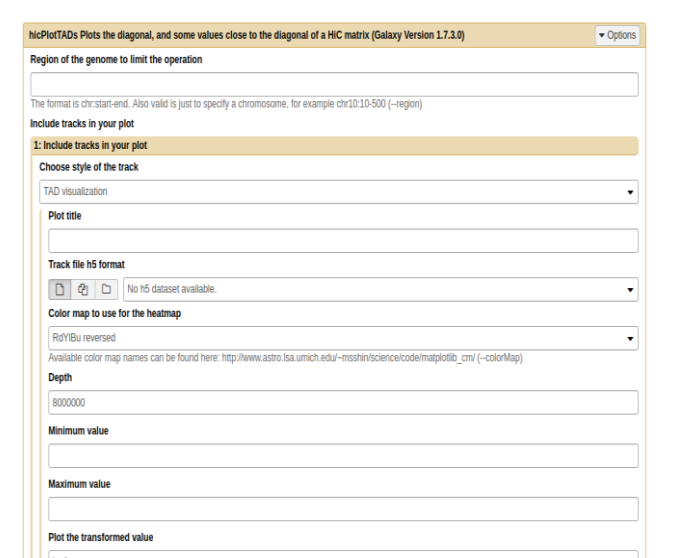 hicPlotTADs Plots the diagonal, and some values close to the diagonal of a HiC matrix (Galaxy Version 1.7.3.0)
Options
Region of the genome to limit the operation
The format is chr:start-end. Also valid is just to specify a chromosome, for example chr10:10-500 (--region)
Include tracks in your plot
1: Include tracks in your plot
Choose style of the track
TAD visualization
Plot title
Track file h5 format
No h5 dataset available.
Color map to use for the heatmap
RdYlBu reversed
Available color map names can be found here: http://www.astro.lsa.umich.edu/~msshin/science/code/matplotlib_cm/ (--colorMap)
Depth
8000000
Minimum value
Maximum value
Plot the transformed value